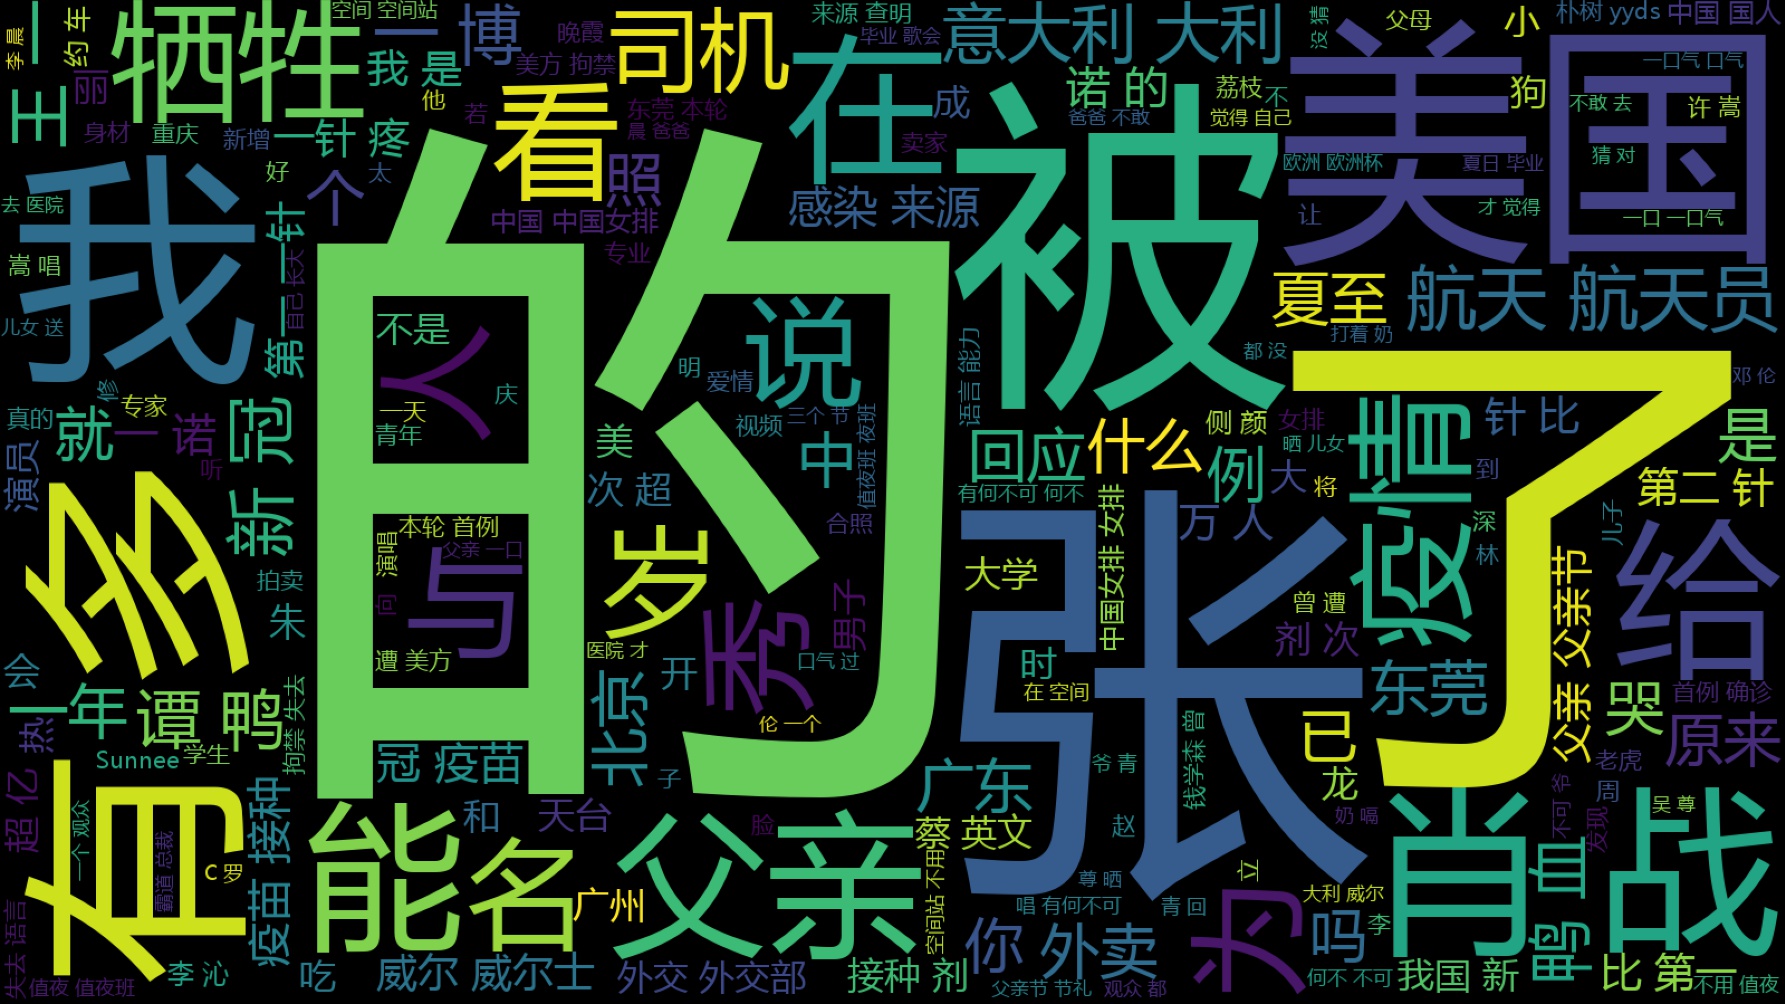 李晨
一
约 车
牺牲
空间 空间站
一 博
晚霞
司机
来源 查明
毕业 歌会
意大利 大利
没 猜
父母
小
朴树 yyds
中国 国人
王
丽
我 是
美方 拘禁
看
在
诺 的
荔枝
不
美国
狗
一口气 口气
不敢 去
许 嵩
身材
重庆
新增
一针 疼
他
若
东莞 本轮
晨 爸爸
成
卖家
爸爸 不敢
觉得 自己
被
猜 对
我
好
个
太
照
中国 中国女排
专业
感染 来源
欧洲 欧洲杯
夏日 毕业
让
才 觉得
一口 一口气
去 医院
嵩 唱
儿女 送
第一 一针
自己 长大
的
夏至
航天 航天员
打着 奶
不是
人
一天
青年
庆
明
爱情
说
视频
三个 节
语言 能力
都 没
了
邓 伦
修
真的
专家
就
一 诺
新 冠
听
演员
美
中
值夜班 夜班
次 超
回应
什么
侧 颜
女排
晒 儿女
例
大
将
疫情
针 比
到
是
第二 针
多
本轮 首例
与
父亲 一口
演唱
向
遭 美方
合照
有何不可 何不
中国女排 女排
万 人
深
林
儿子
给
拍卖
朱
岁
秀
男子
医院 才
口气 过
大学
张
曾 遭
剂 次
父亲 父亲节
会
一年
谭 鸭
失去
拘禁 失去
热
Sunnee
学生
北京
开
伦 一个
时
在 空间
东莞
已
哭
首例 确诊
原来
有
超 亿
一个 观众
霸道 总裁
C 罗
疫苗 接种
冠 疫苗
子
广东
爷 青
钱学森 曾
龙
老虎
周
能
和
天台
名
父亲
脸
蔡 英文
赵
奶 嗝
肖战
不可 爷
发现
吴 尊
广州
空间站 不用
尊 晒
立
大利 威尔
鸭 血
失去 语言
值夜 值夜班
李 沁
吃
威尔 威尔士
外交 外交部
接种 剂
你
唱 有何不可
外卖
青 回
为
吗
李
父亲节 节礼
观众 都
何不 不可
我国 新
比 第一
不用 值夜